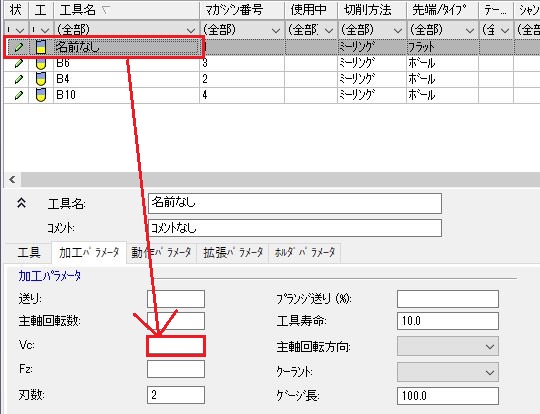 状 工 工具名 マガジン番号 使用中 切削方法 先端ﾉﾀｲﾌﾟ テー... シャン
(全部) (全部) (全部) (全部) (全部) (全 (全部)
名前なし 1 ﾐーリングﾞ フラット
B6 3 ﾐーリングﾞ ボール
B4 2 ﾐーリングﾞ ボール
B10 4 ﾐーリングﾞ ボール
工具名: 名前なし
コメント: コメントなし
工具 加工ﾊﾟﾗﾒｰﾀ 動作ﾊﾟﾗﾒｰﾀ 拡張ﾊﾟﾗﾒｰﾀ ﾎﾙﾀﾞﾊﾟﾗﾒｰﾀ
加工ﾊﾟﾗﾒｰﾀ
送り: プランジ送り (%):
主軸回転数: 工具寿命: 10.0
Vc: 主軸回転方向:
Fz: クーラント:
刃数: 2 ゲージ長: 100.0